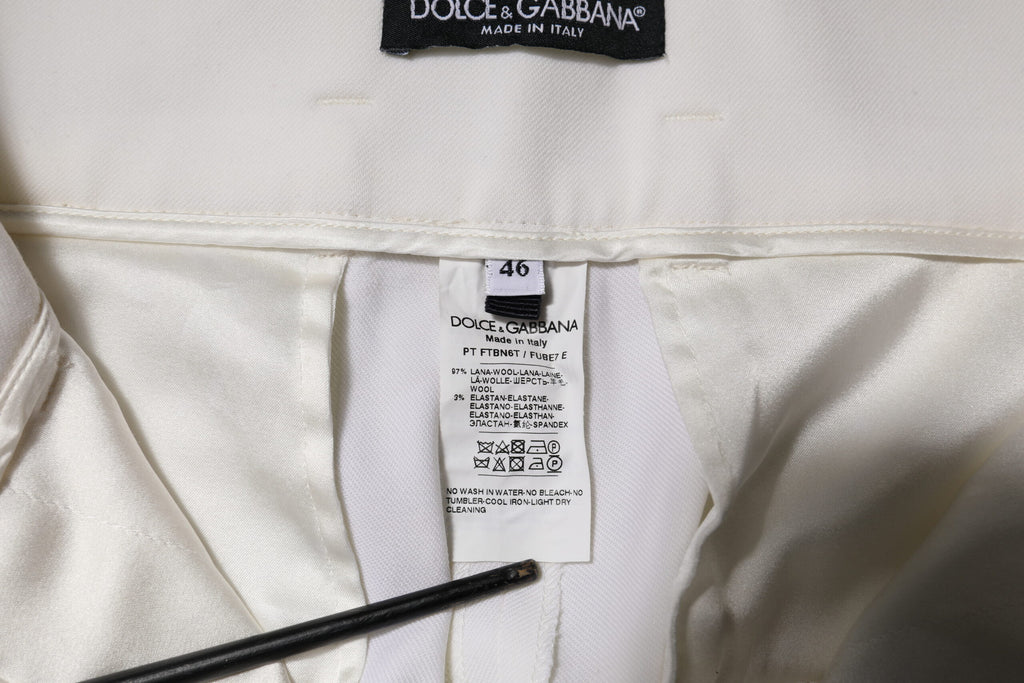 DOLCE & GABBANA®
MADE IN ITALY
46
DOLCE & GABBANA
Made in Italy
PT FTBN6T / FUBE7 E
97% LANA-WOOL-LANA-LAINE-
LÃ-WOLLE-ШЕРСТЬ-羊毛
WOOL
3% ELASTAN-ELASTANE-
ELASTANO-ELASTHANNE-
ELASTANO-ELASTHAN-
ЭЛАСТАН-氨纶-SPANDEX
P
P
NO WASH IN WATER-NO BLEACH-NO
TUMBLER-COOL IRON-LIGHT DRY
CLEANING